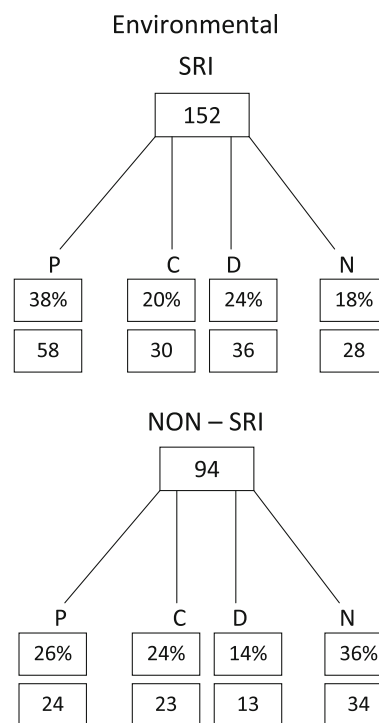 Environmental
SRI
152
P C D N
38% 20% 24% 18%
58 30 36 28
NON – SRI
94
P C D N
26% 24% 14% 36%
24 23 13 34